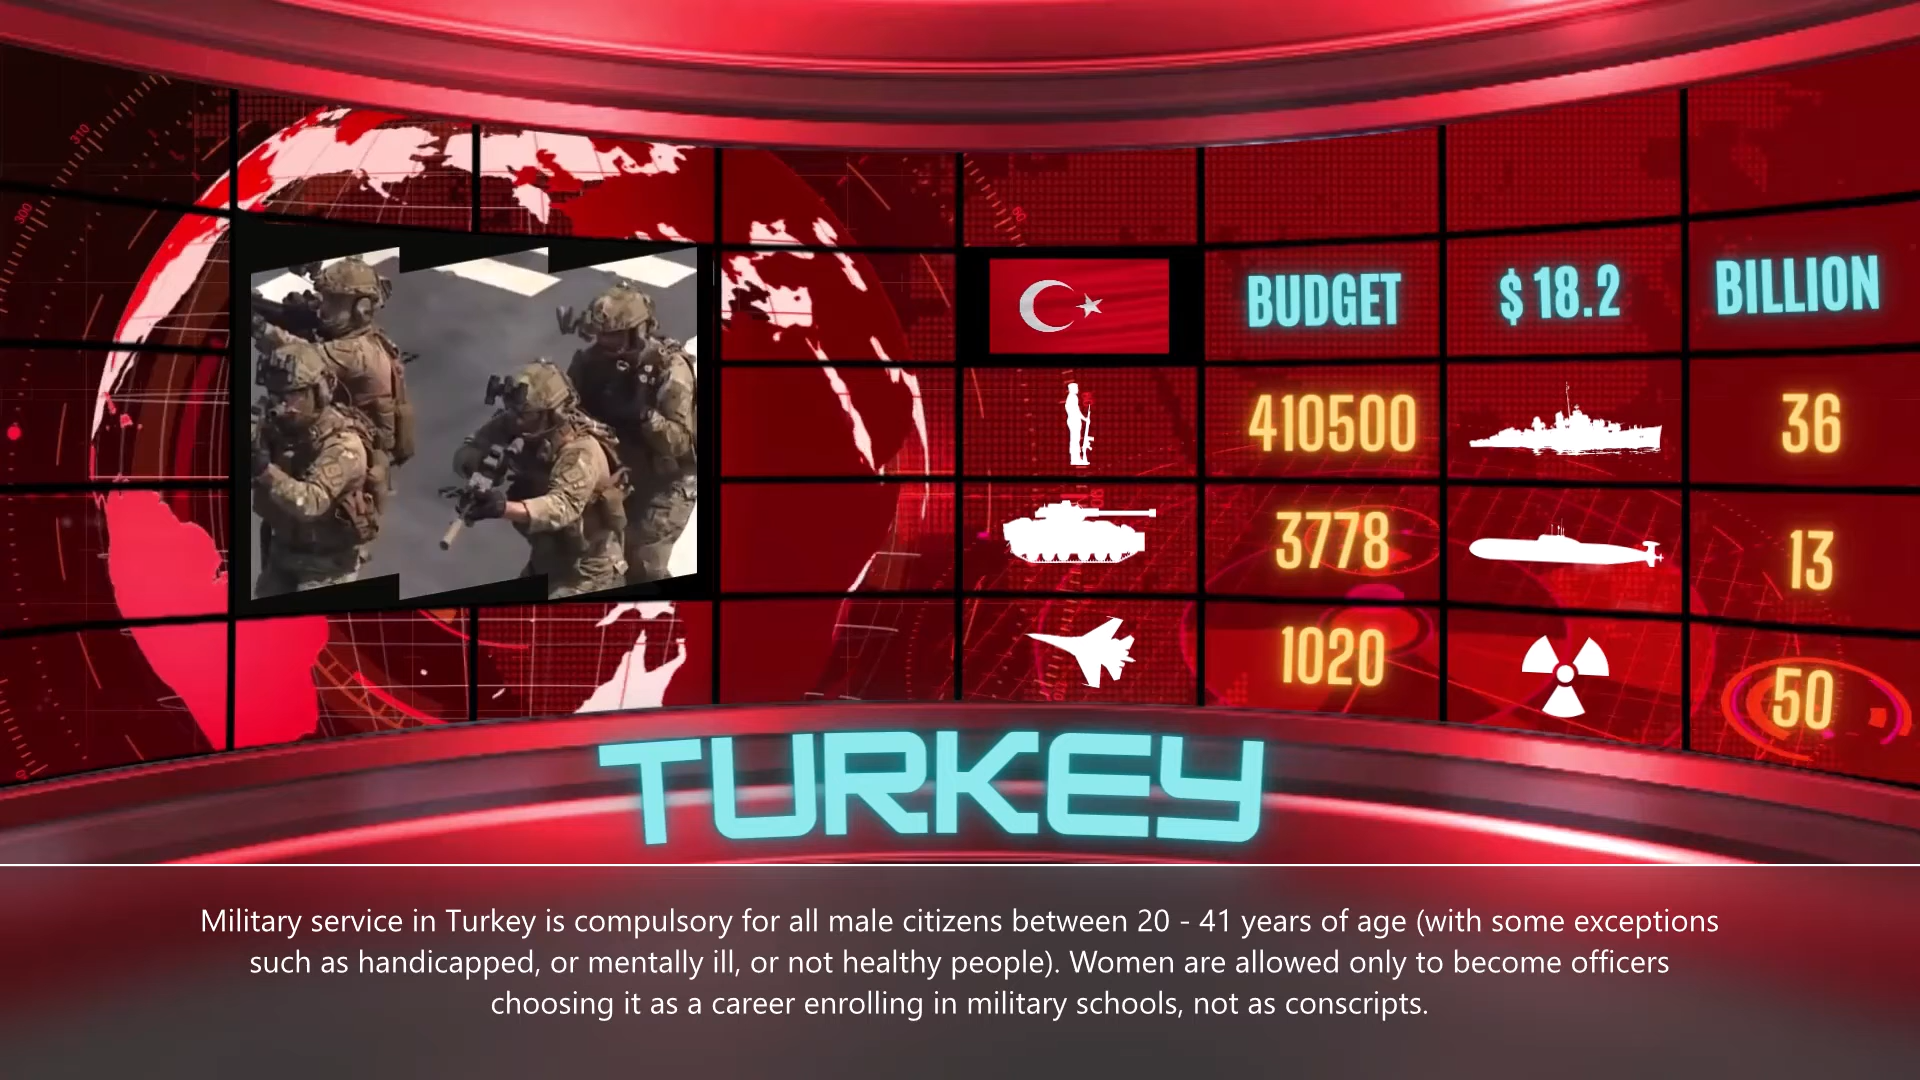 310
300
60
BUDGET $ 18.2 BILLION
410500 36
3778 13
1020 50
TURKEY
Military service in Turkey is compulsory for all male citizens between 20 - 41 years of age (with some exceptions
such as handicapped, or mentally ill, or not healthy people). Women are allowed only to become officers
choosing it as a career enrolling in military schools, not as conscripts.